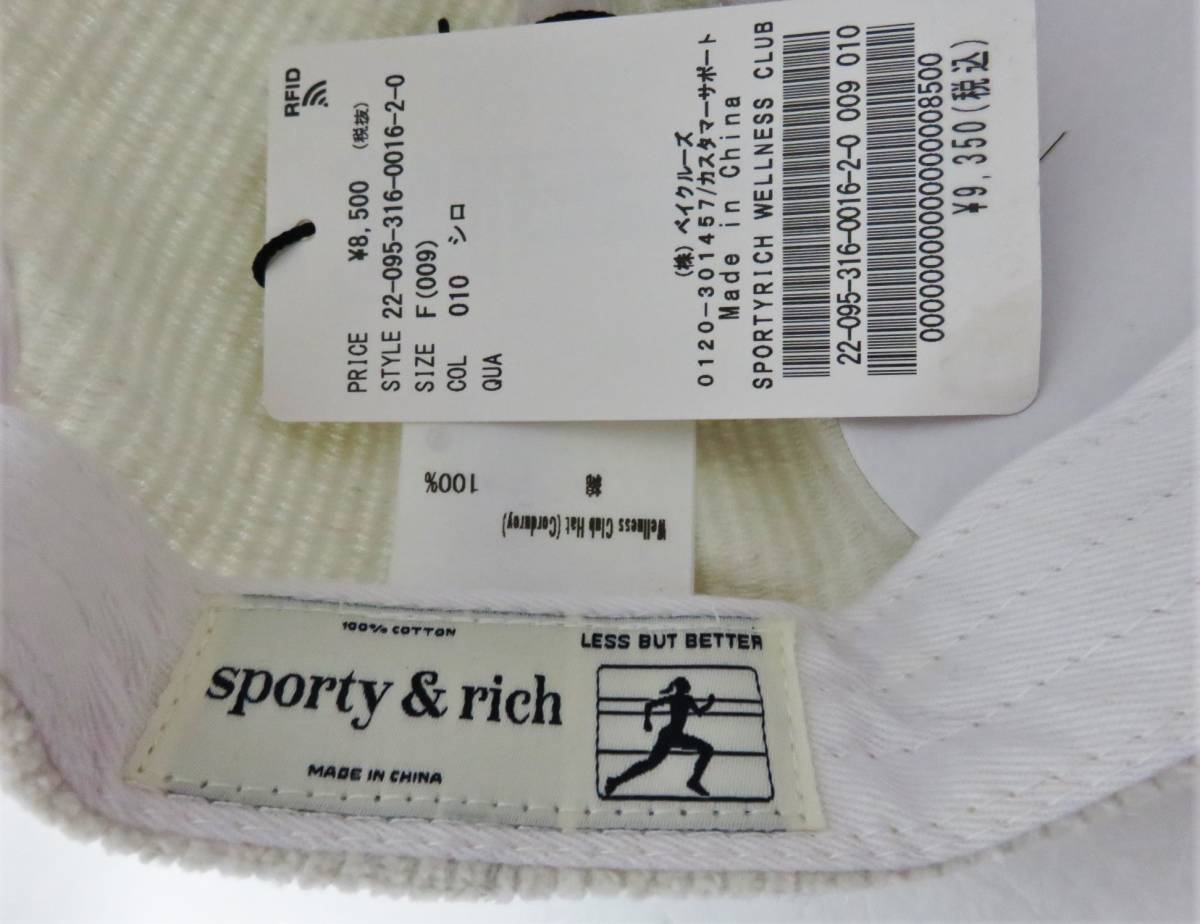 RFID
PRICE ¥8,500 (税抜)
STYLE 22-095-316-0016-2-0
SIZE F(009)
COL 010 シロ
QUA
(株)ベイクルーズ
0120-301457/カスタマーサポート
Made in China
SPORTYRICH WELLNESS CLUB
22-095-316-0016-2-0 009 010
0000000000000000008500
¥9,350(税込)
Wellness Club Hat (Corduroy)
綿 100%
100% COTTON
sporty & rich
MADE IN CHINA
LESS BUT BETTER